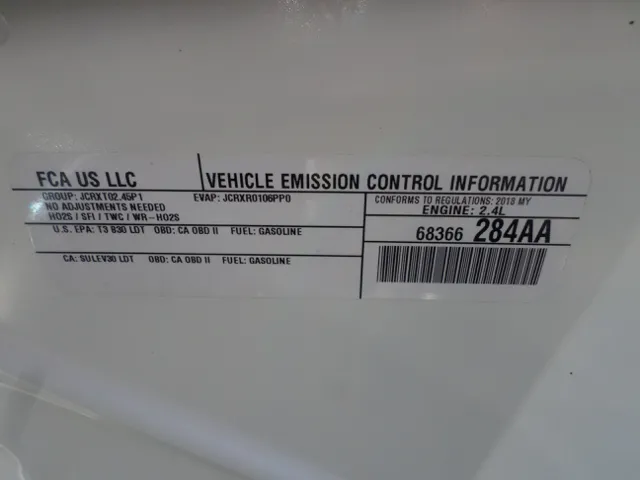 FCA US LLC
VEHICLE EMISSION CONTROL INFORMATION
GROUP: JCRXT02.45P1 EVAP: JCRXR0106PP0
NO ADJUSTMENTS NEEDED
HO2S / SFI / TWC / WR-HO2S
CONFORMS TO REGULATIONS: 2018 MY
ENGINE: 2.4L
U.S. EPA: T3 B30 LDT OBD: CA OBD II FUEL: GASOLINE
68366 284AA
CA: SULEV30 LDT OBD: CA OBD II FUEL: GASOLINE